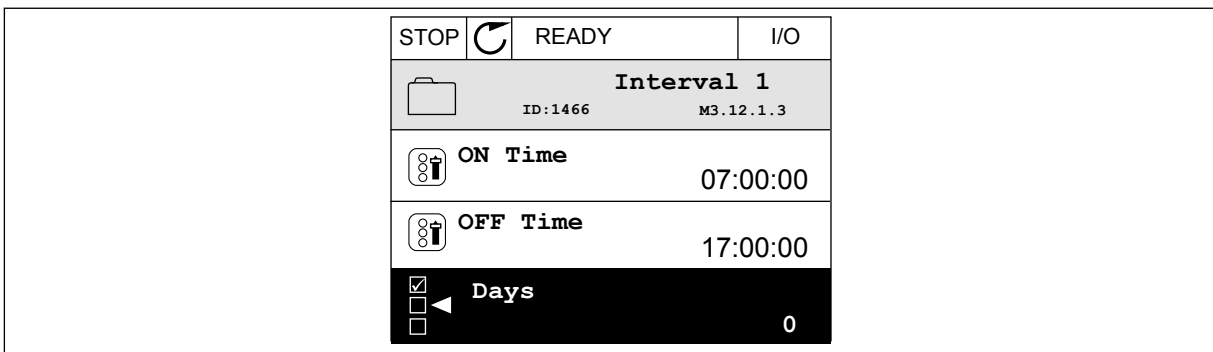 STOP READY I/O
Interval 1
ID:1466 M3.12.1.3
ON Time
07:00:00
OFF Time
17:00:00
Days
0